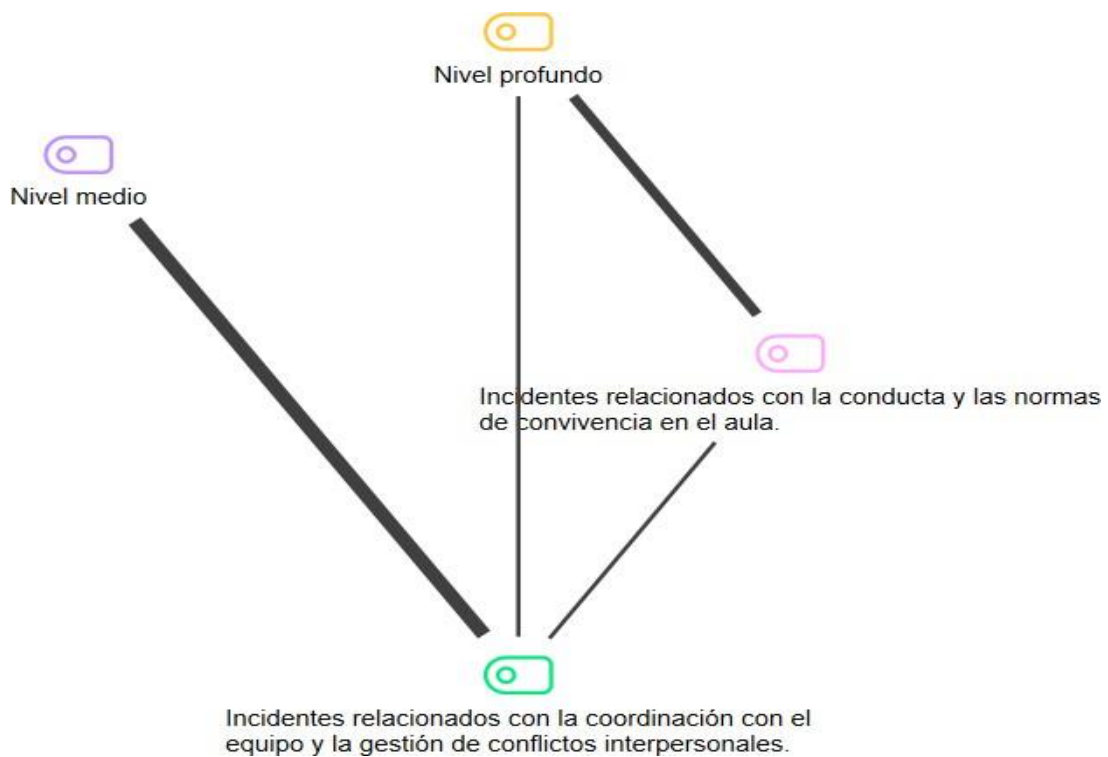 Nivel profundo
Nivel medio
Incidentes relacionados con la conducta y las normas
de convivencia en el aula.
Incidentes relacionados con la coordinación con el
equipo y la gestión de conflictos interpersonales.